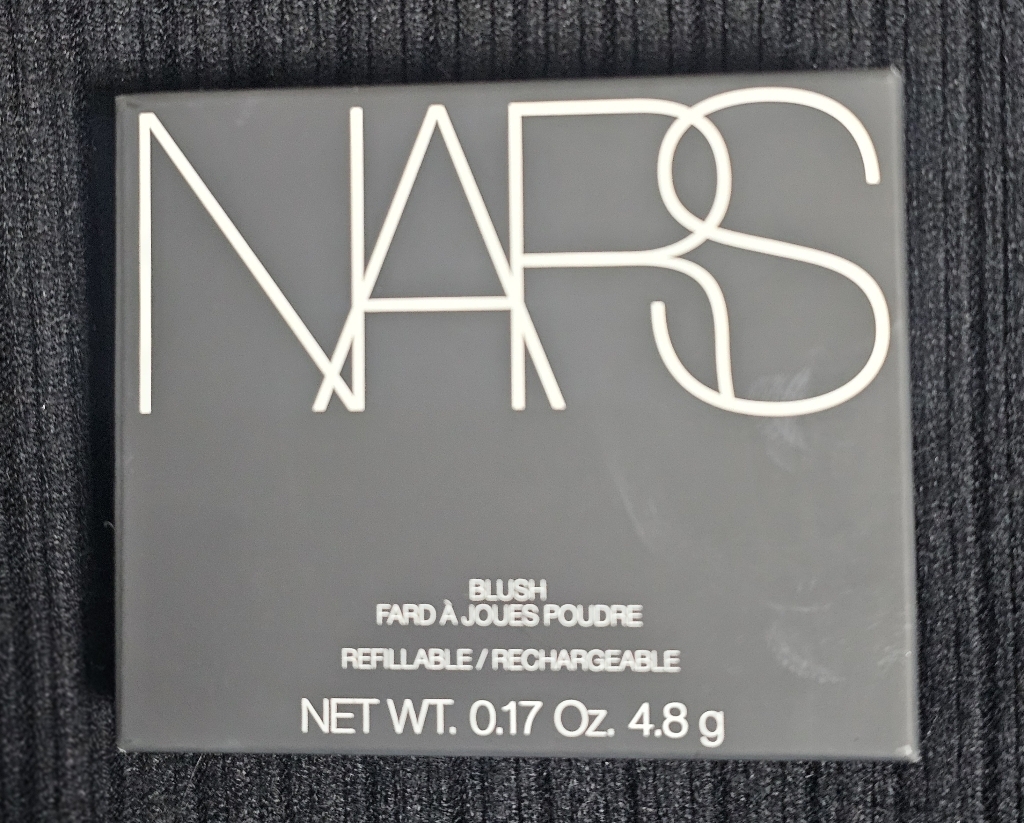 NARS
BLUSH
FARD À JOUES POUDRE
REFILLABLE / RECHARGEABLE
NET WT. 0.17 Oz. 4.8 g